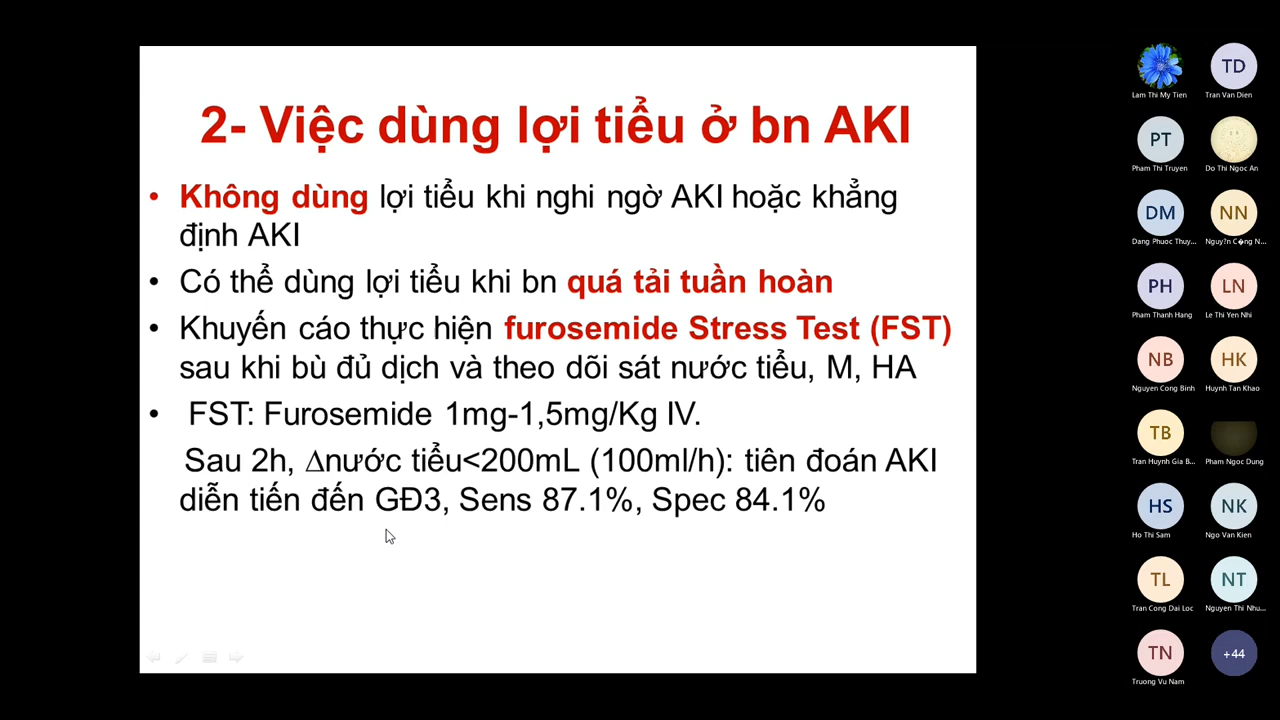 2- Việc dùng lợi tiểu ở bn AKI
• Không dùng lợi tiểu khi nghi ngờ AKI hoặc khẳng
định AKI
• Có thể dùng lợi tiểu khi bn quá tải tuần hoàn
• Khuyến cáo thực hiện furosemide Stress Test (FST)
sau khi bù đủ dịch và theo dõi sát nước tiểu, M, HA
• FST: Furosemide 1mg-1,5mg/Kg IV.
Sau 2h, ∆nước tiểu<200mL (100ml/h): tiên đoán AKI
diễn tiến đến GĐ3, Sens 87.1%, Spec 84.1%
TD
Lam Thi My Tien
Tran Van Dien
PT
Pham Thi Truyen
Do Thi Ngoc An
DM
NN
Dang Phuoc Thuy...
Nguy?n C�ng N...
PH
LN
Pham Thanh Hang
Le Thi Yen Nhi
NB
HK
Nguyen Cong Binh
Huynh Tan Khao
TB
Tran Huynh Gia B...
Pham Ngoc Dung
HS
NK
Ho Thi Sam
Ngo Van Kien
TL
NT
Tran Cong Dai Loc
Nguyen Thi Nhu...
TN
+44
Truong Vu Nam